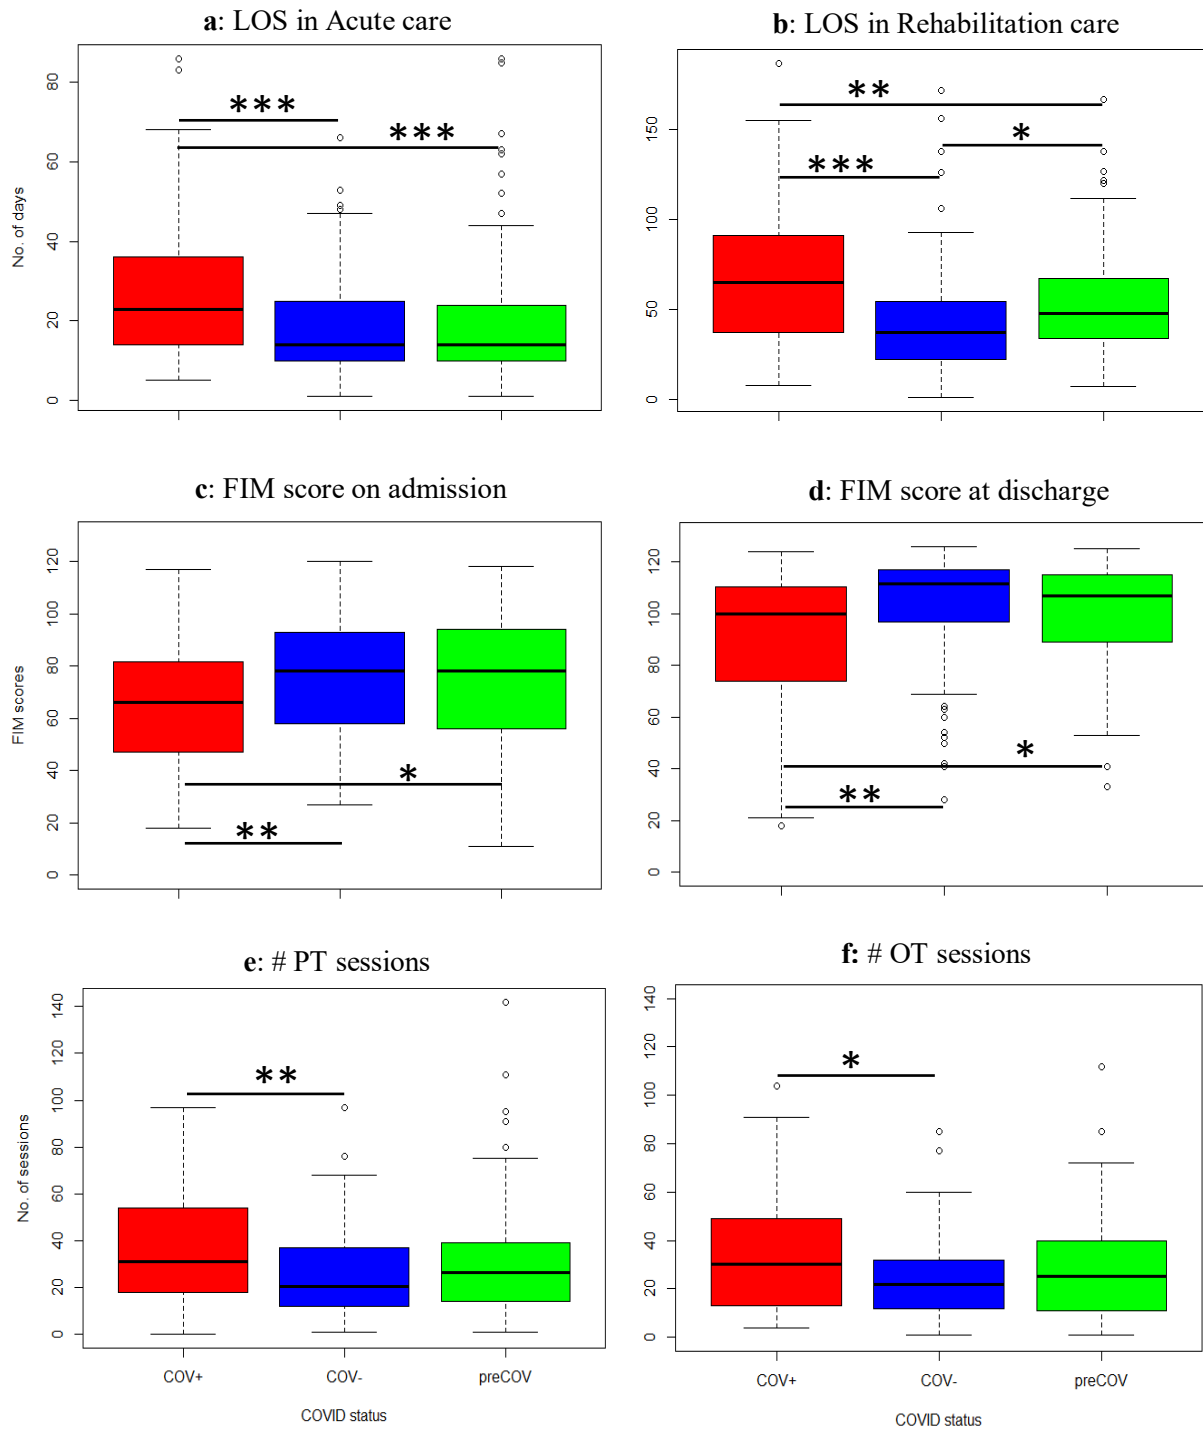 a: LOS in Acute care
No. of days
0
20
40
60
80
***
***
b: LOS in Rehabilitation care
0
50
100
150
**
*
***
c: FIM score on admission
FIM scores
0
20
40
60
80
100
120
*
**
d: FIM score at discharge
0
20
40
60
80
100
120
*
**
e: # PT sessions
No. of sessions
0
20
40
60
80
100
120
140
**
COV+
COV-
preCOV
COVID status
f: # OT sessions
0
20
40
60
80
100
120
140
*
COV+
COV-
preCOV
COVID status